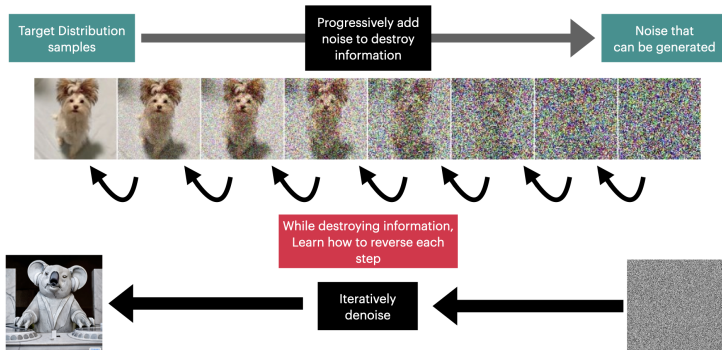 Target Distribution
samples
Progressively add
noise to destroy
information
Noise that
can be generated
While destroying information,
Learn how to reverse each
step
Iteratively
denoise